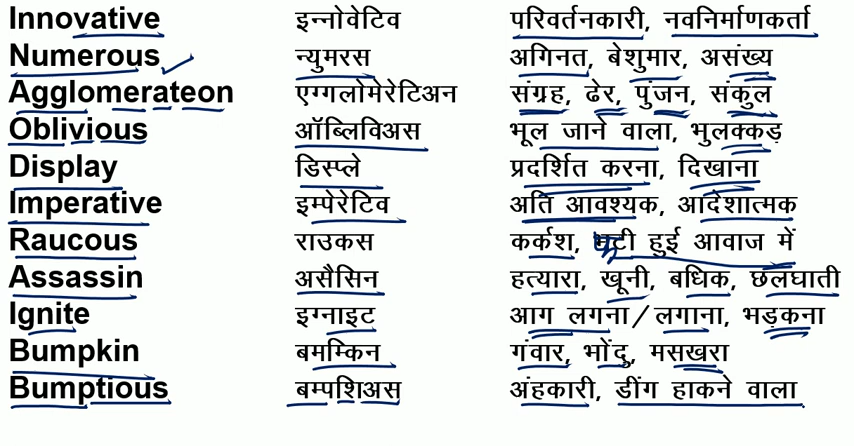 Innovative इन्नोवेटिव परिवर्तनकारी, नवनिर्माणकर्ता
Numerous न्युमरस अगिनत, बेशुमार, असंख्य
Agglomerateon एग्गलोमेरेटिअन संग्रह, ढेर, पुंजन, संकुल
Oblivious ऑब्लिविअस भूल जाने वाला, भुलक्कड़
Display डिस्प्ले प्रदर्शित करना, दिखाना
Imperative इम्पेरेटिव अति आवश्यक, आदेशात्मक
Raucous राउकस कर्कश, हुई आवाज में
Assassin असैसिन हत्यारा, खूनी, बधिक, छलघाती
Ignite इग्नाइट आग लगना/लगाना, भड़कना
Bumpkin बमम्किन गंवार, भोंदु, मसखरा
Bumptious बम्पशिअस अंहकारी, डींग हाकने वाला